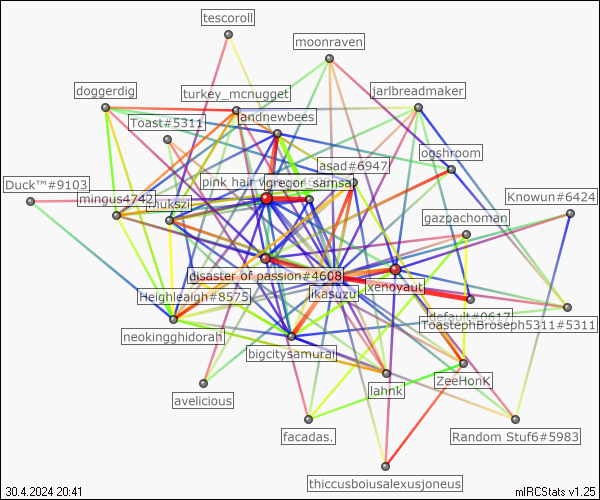 tescoroll
moonraven
doggerdig
turkey_mcnugget
jarlbreadmaker
Toast#5311
andnewbees
ooshroom
asad#6947
Duck™#9103
pink hair
gregor_samsa
mingus4742
mukszi
Knowun#6424
gazpachoman
disaster of passion#4608
xenoyaut
ikasuzu
Heighleaigh#8575
default#0617
ToastephBroseph5311#5311
neokingghidorah
bigcitysamurai
lahnk
ZeeHonK
avelicious
facadas.
Random Stuf6#5983
thiccusboiusalexusjoneus
30.4.2024 20:41
mIRCStats v1.25